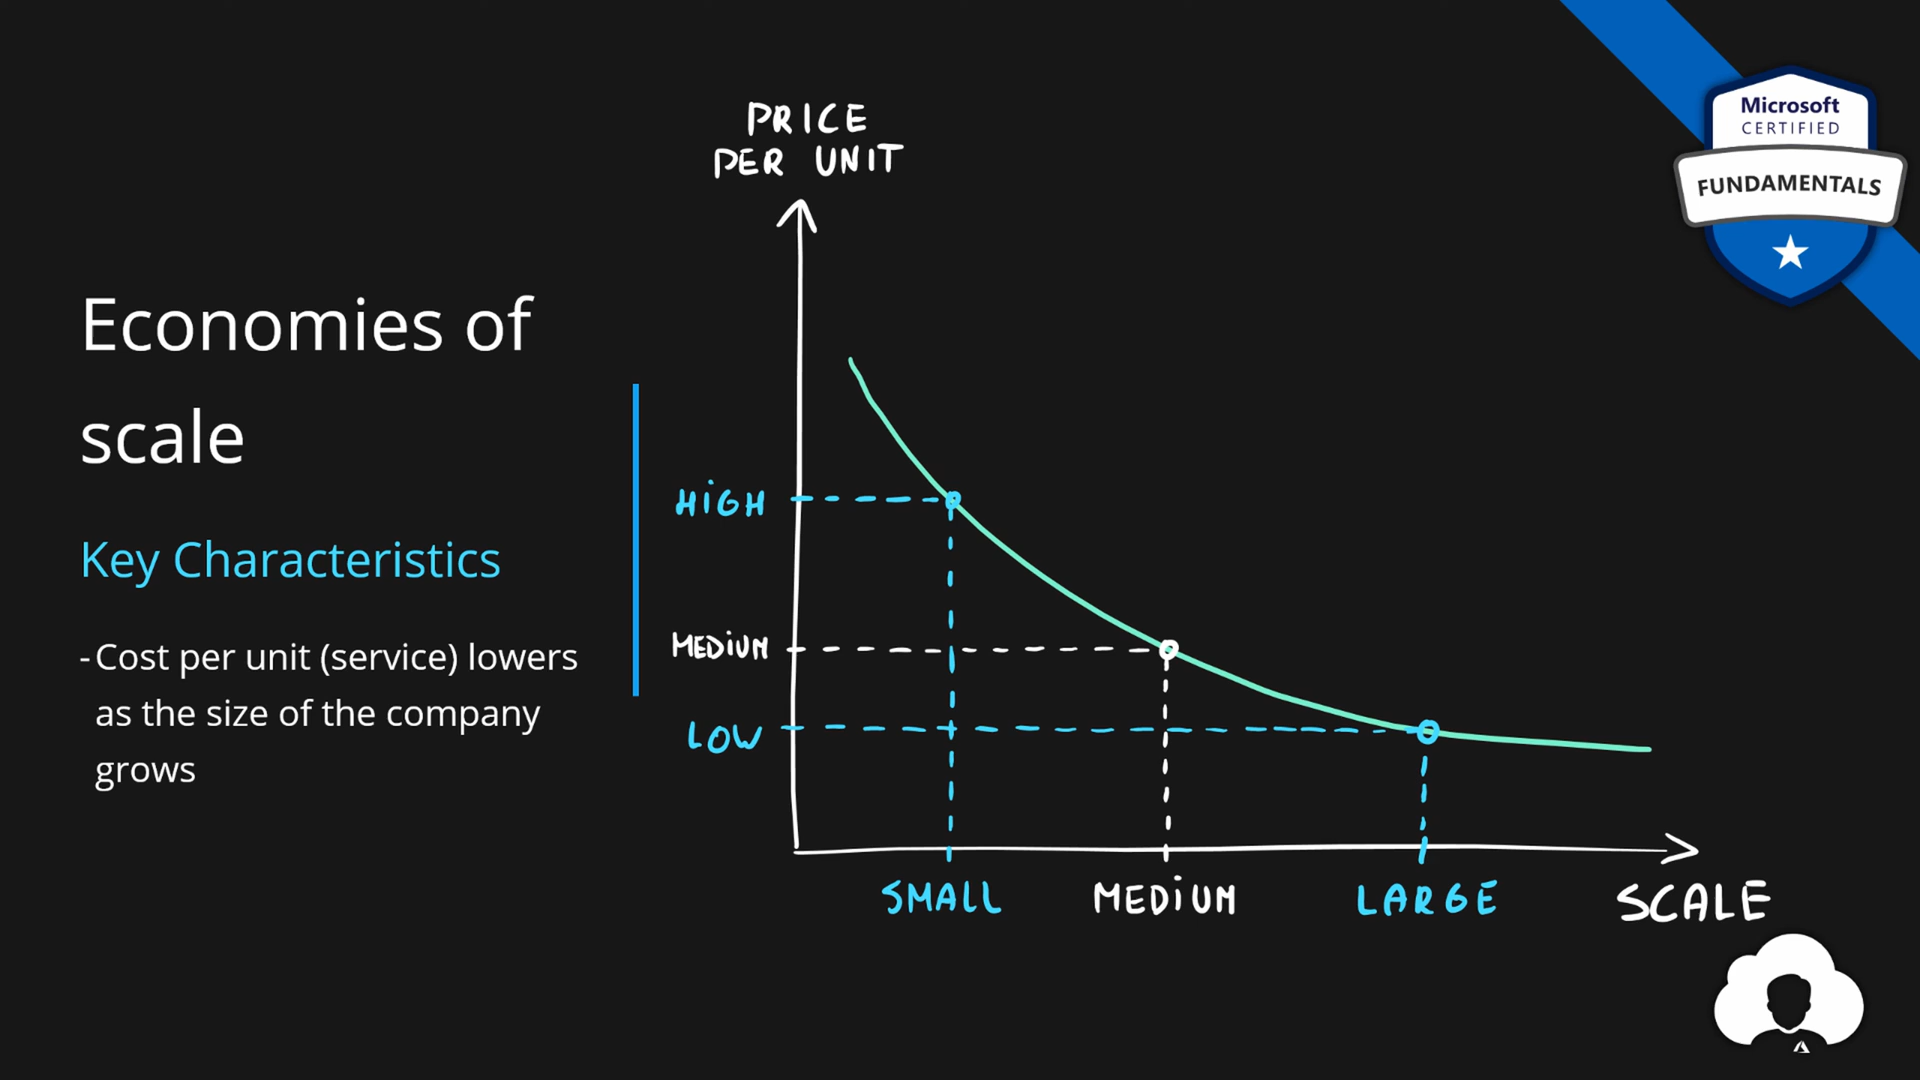 Economies of
scale
Key Characteristics
- Cost per unit (service) lowers
as the size of the company
grows
PRICE
PER UNIT
HIGH
MEDIUM
LOW
SMALL
MEDIUM
LARGE
SCALE
Microsoft
CERTIFIED
FUNDAMENTALS